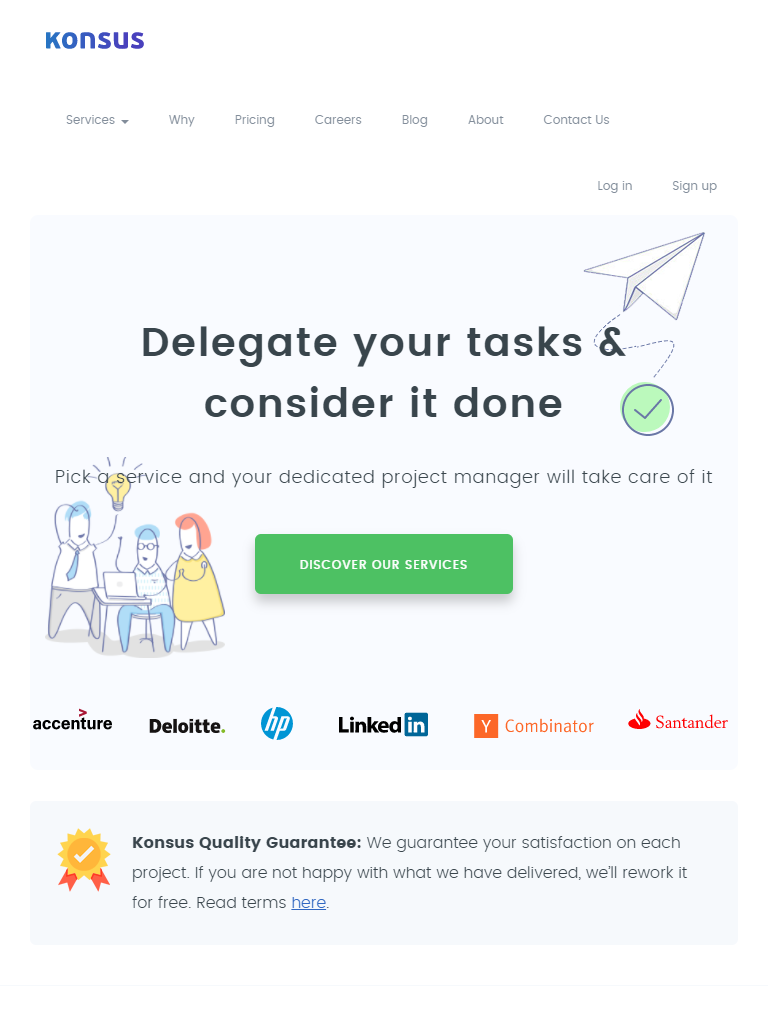 Konsus
Services Why Pricing Careers Blog About Contact Us
Log in Sign up
Delegate your tasks &
consider it done
Pick a service and your dedicated project manager will take care of it
DISCOVER OUR SERVICES
accenture Deloitte. hp Linked in Y Combinator Santander
Konsus Quality Guarantee: We guarantee your satisfaction on each
project. If you are not happy with what we have delivered, we'll rework it
for free. Read terms here.